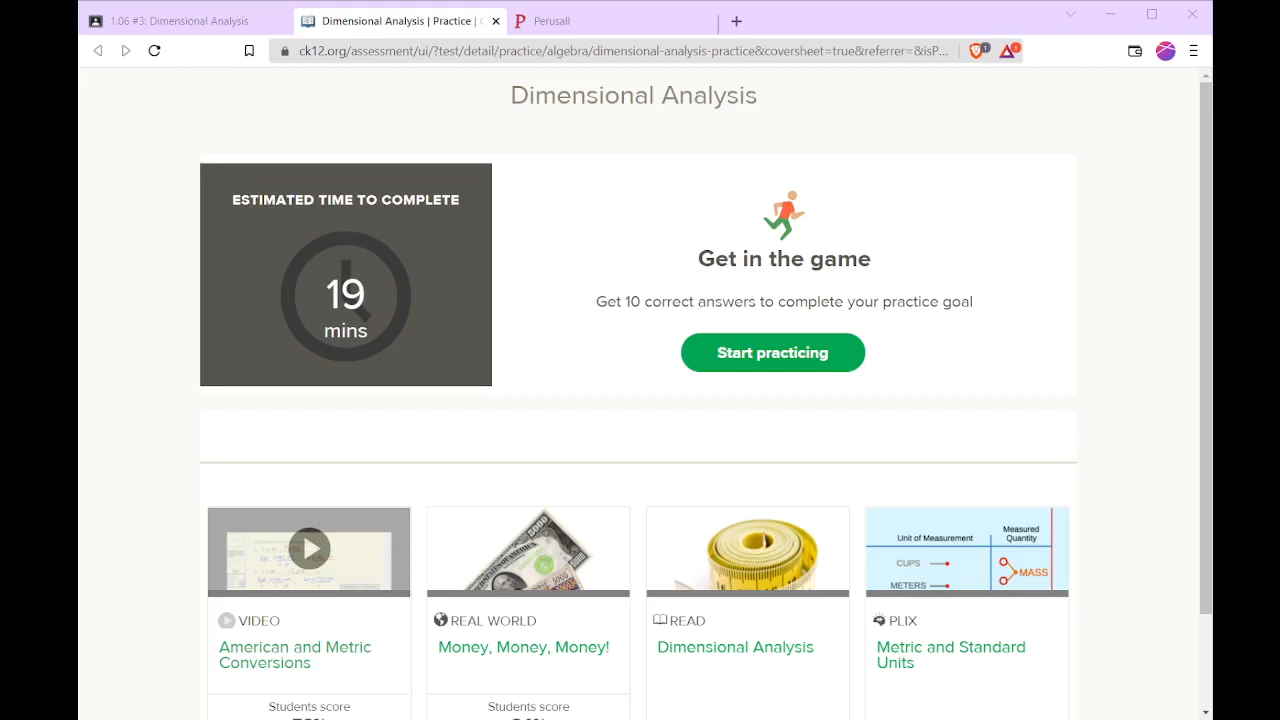 1.06 #3: Dimensional Analysis
Dimensional Analysis | Practice |
Perusall
ck12.org/assessment/ui/?test/detail/practice/algebra/dimensional-analysis-practice&coversheet=true&referrer=&isP...
1
1
Dimensional Analysis
ESTIMATED TIME TO COMPLETE
19
mins
Get in the game
Get 10 correct answers to complete your practice goal
Start practicing
Unit of Measurement
Measured
Quantity
CUPS
METERS
MASS
5000
5000
VIDEO
American and Metric
Conversions
Students score
REAL WORLD
Money, Money, Money!
Students score
READ
Dimensional Analysis
PLIX
Metric and Standard
Units